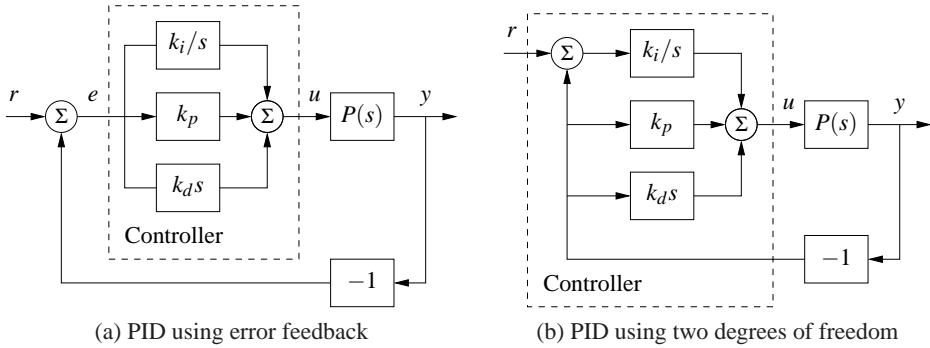 r
Σ
e
k_i/s
k_p
k_d s
Σ
u
P(s)
y
Controller
−1
(a) PID using error feedback
r
Σ
k_i/s
k_p
k_d s
Σ
u
P(s)
y
−1
Controller
(b) PID using two degrees of freedom